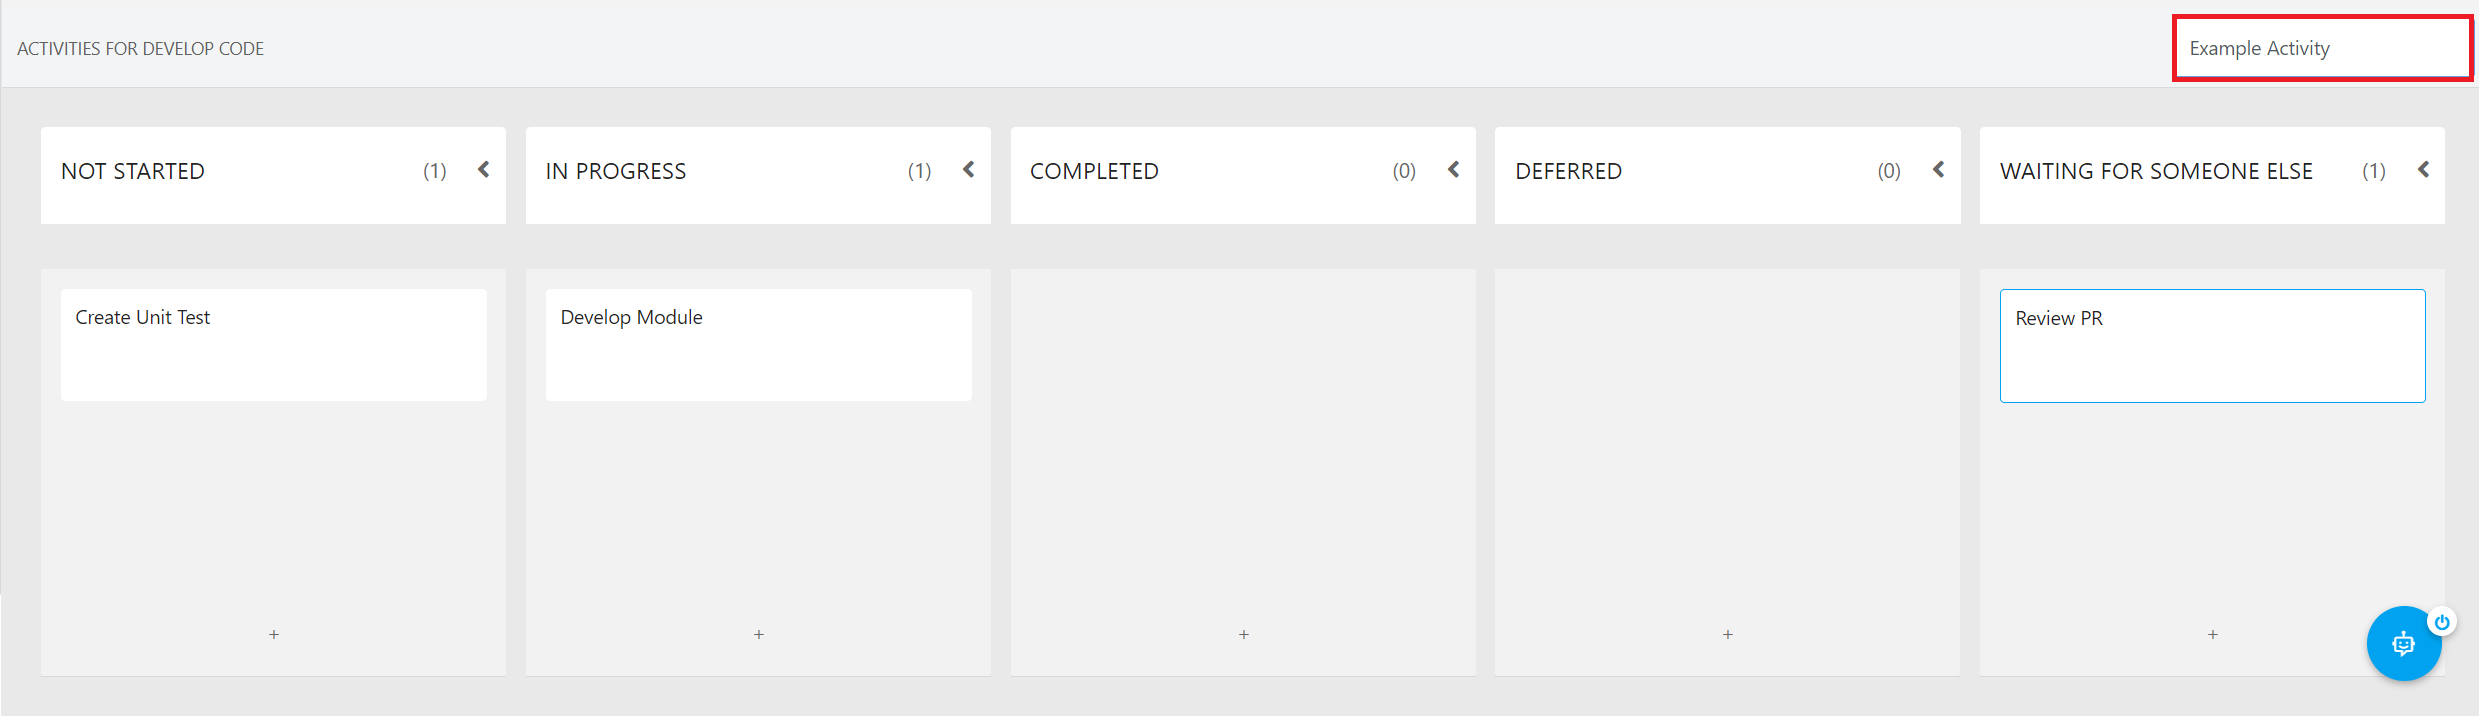 ACTIVITIES FOR DEVELOP CODE
Example Activity
NOT STARTED (1)
IN PROGRESS (1)
COMPLETED (0)
DEFERRED (0)
WAITING FOR SOMEONE ELSE (1)
Create Unit Test
Develop Module
Review PR
+
+
+
+
+